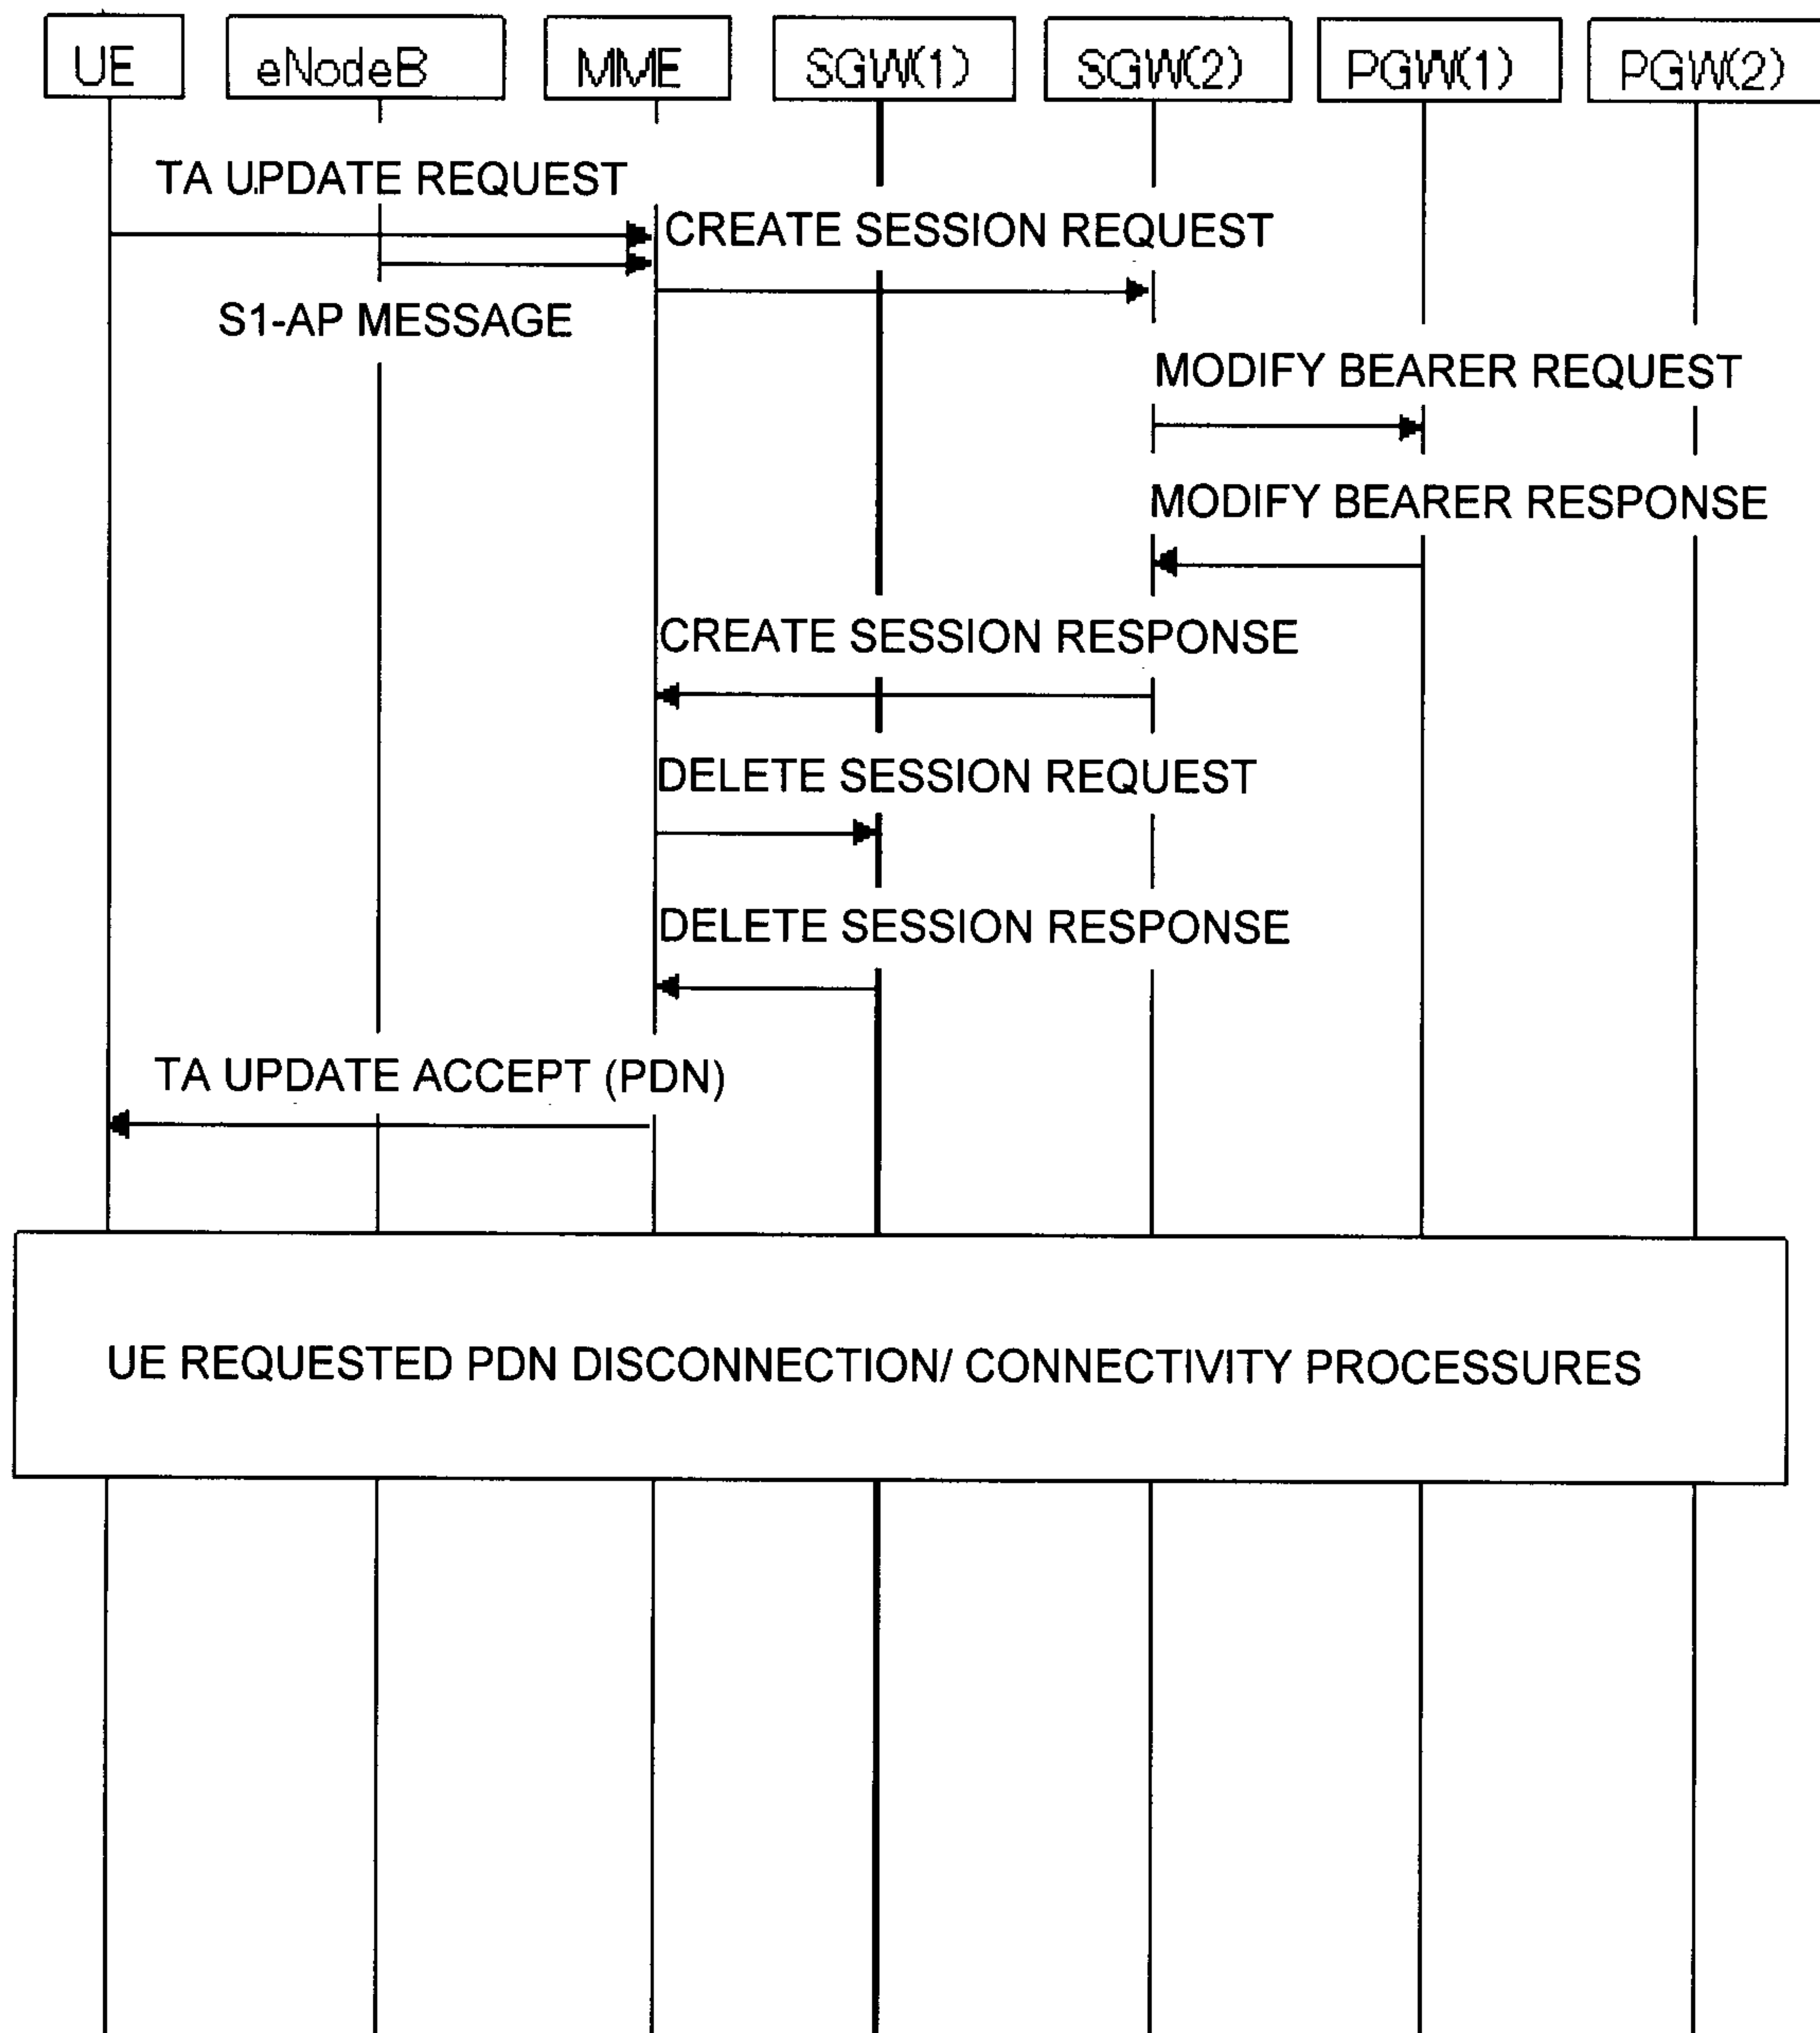 UE eNodeB MME SGW(1) SGW(2) PGW(1) PGW(2)
TA UPDATE REQUEST
CREATE SESSION REQUEST
S1-AP MESSAGE
MODIFY BEARER REQUEST
MODIFY BEARER RESPONSE
CREATE SESSION RESPONSE
DELETE SESSION REQUEST
DELETE SESSION RESPONSE
TA UPDATE ACCEPT (PDN)
UE REQUESTED PDN DISCONNECTION/ CONNECTIVITY PROCESSURES